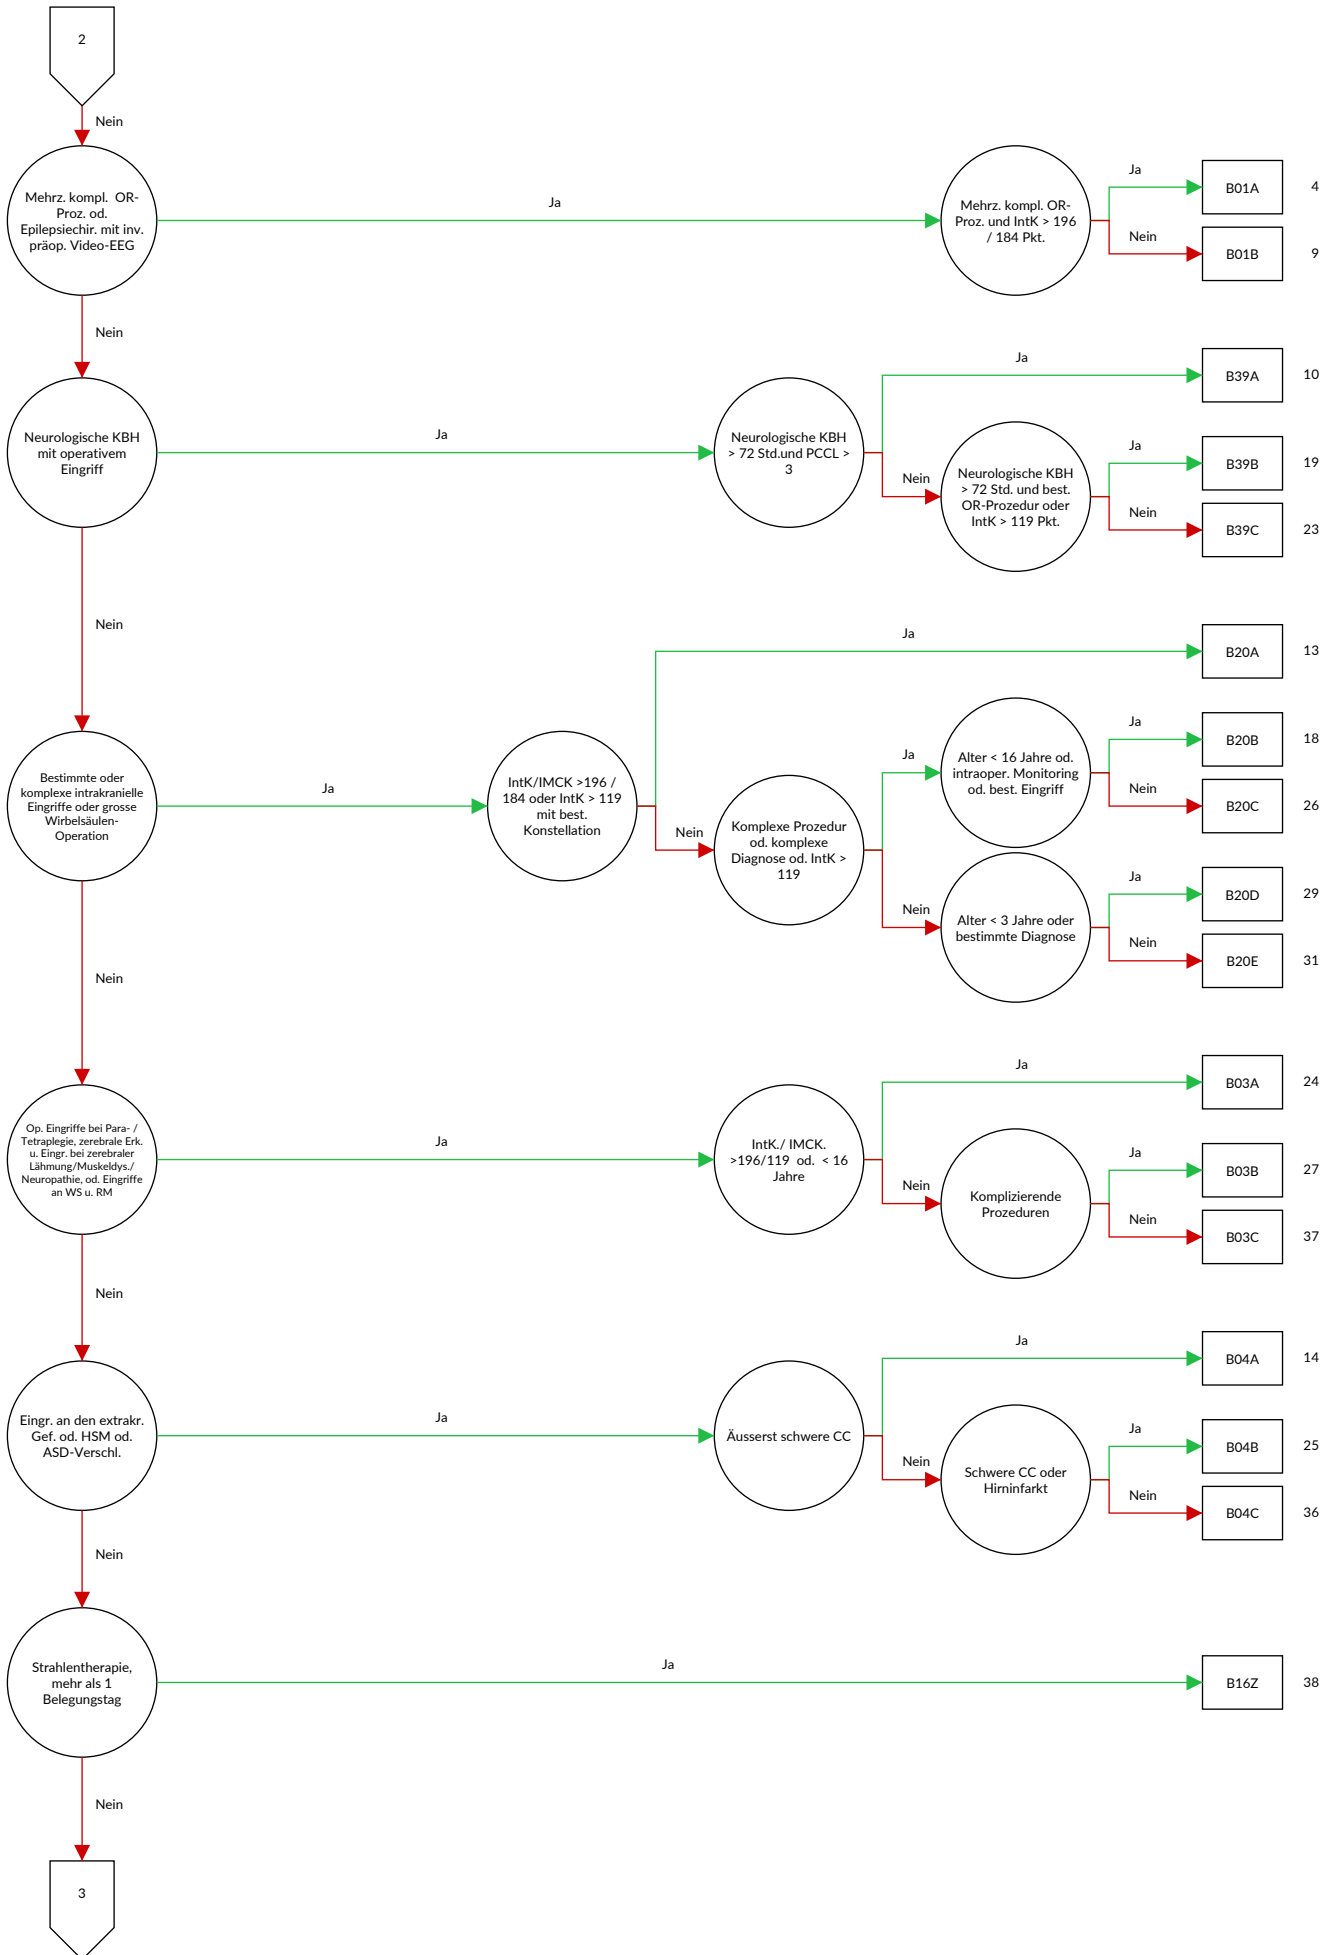 2
Nein
Mehrz. kompl. OR-
Proz. od.
Epilepsiechir. mit inv.
präop. Video-EEG
Ja
Mehrz. kompl. OR-
Proz. und IntK > 196
/ 184 Pkt.
Ja
B01A
4
Nein
B01B
9
Nein
Neurologische KBH
mit operativem
Eingriff
Ja
Neurologische KBH
> 72 Std.und PCCL >
3
Ja
B39A
10
Nein
Neurologische KBH
> 72 Std. und best.
OR-Prozedur oder
IntK > 119 Pkt.
Ja
B39B
19
Nein
B39C
23
Nein
Bestimmte oder
komplexe intrakranielle
Eingriffe oder grosse
Wirbelsäulen-
Operation
Ja
IntK/IMCK >196 /
184 oder IntK > 119
mit best.
Konstellation
Ja
B20A
13
Nein
Komplexe Prozedur
od. komplexe
Diagnose od. IntK >
119
Ja
Alter < 16 Jahre od.
intraoper. Monitoring
od. best. Eingriff
Ja
B20B
18
Nein
B20C
26
Nein
Alter < 3 Jahre oder
bestimmte Diagnose
Ja
B20D
29
Nein
B20E
31
Nein
Op. Eingriffe bei Para- /
Tetraplegie, zerebrale Erk.
u. Eingr. bei zerebraler
Lähmung/Muskeldys./
Neuropathie, od. Eingriffe
an WS u. RM
Ja
IntK./ IMCK.
>196/119 od. < 16
Jahre
Ja
B03A
24
Nein
Komplizierende
Prozeduren
Ja
B03B
27
Nein
B03C
37
Nein
Eingr. an den extrakr.
Gef. od. HSM od.
ASD-Verschl.
Ja
Äusserst schwere CC
Ja
B04A
14
Nein
Schwere CC oder
Hirninfarkt
Ja
B04B
25
Nein
B04C
36
Nein
Strahlentherapie,
mehr als 1
Belegungstag
Ja
B16Z
38
Nein
3